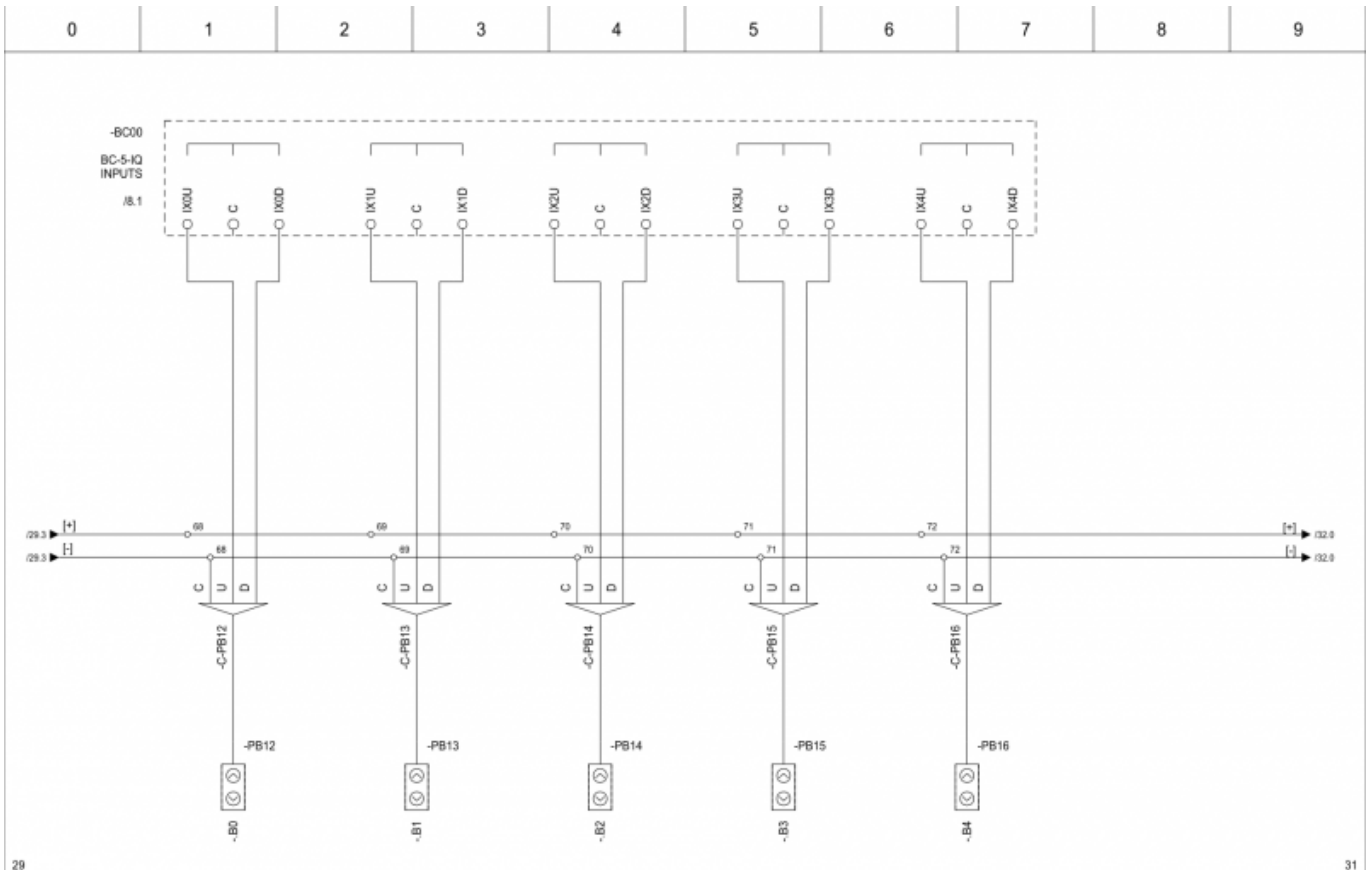 0 1 2 3 4 5 6 7 8 9
-BC00
BC-5-IQ
INPUTS
/8.1
IX0U C IX0D IX1U C IX1D IX2U C IX2D IX3U C IX3D IX4U C IX4D
/29.3 [+] 68 69 70 71 72 [+] /32.0
/29.3 [-] 68 69 70 71 72 [-] /32.0
C U D C U D C U D C U D C U D
-C-PB12 -C-PB13 -C-PB14 -C-PB15 -C-PB16
-PB12 -PB13 -PB14 -PB15 -PB16
-.B0 -.B1 -.B2 -.B3 -.B4
29 31